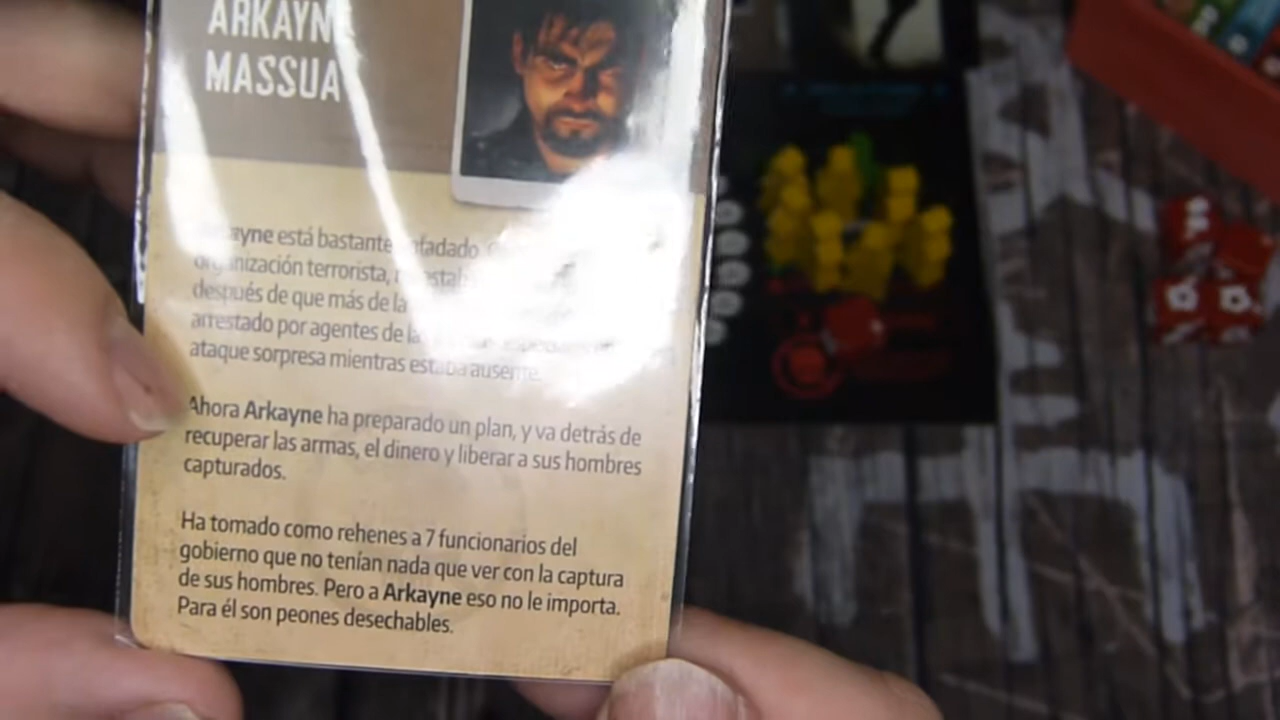 ARKAYNE
MASSUA
está bastante
organización terrorista,
después de que más de la
arrestado por agentes de la
ataque sorpresa mientras estaba ausente.
Ahora Arkayne ha preparado un plan, y va detrás de
recuperar las armas, el dinero y liberar a sus hombres
capturados.
Ha tomado como rehenes a 7 funcionarios del
gobierno que no tenían nada que ver con la captura
de sus hombres. Pero a Arkayne eso no le importa.
Para él son peones desechables.